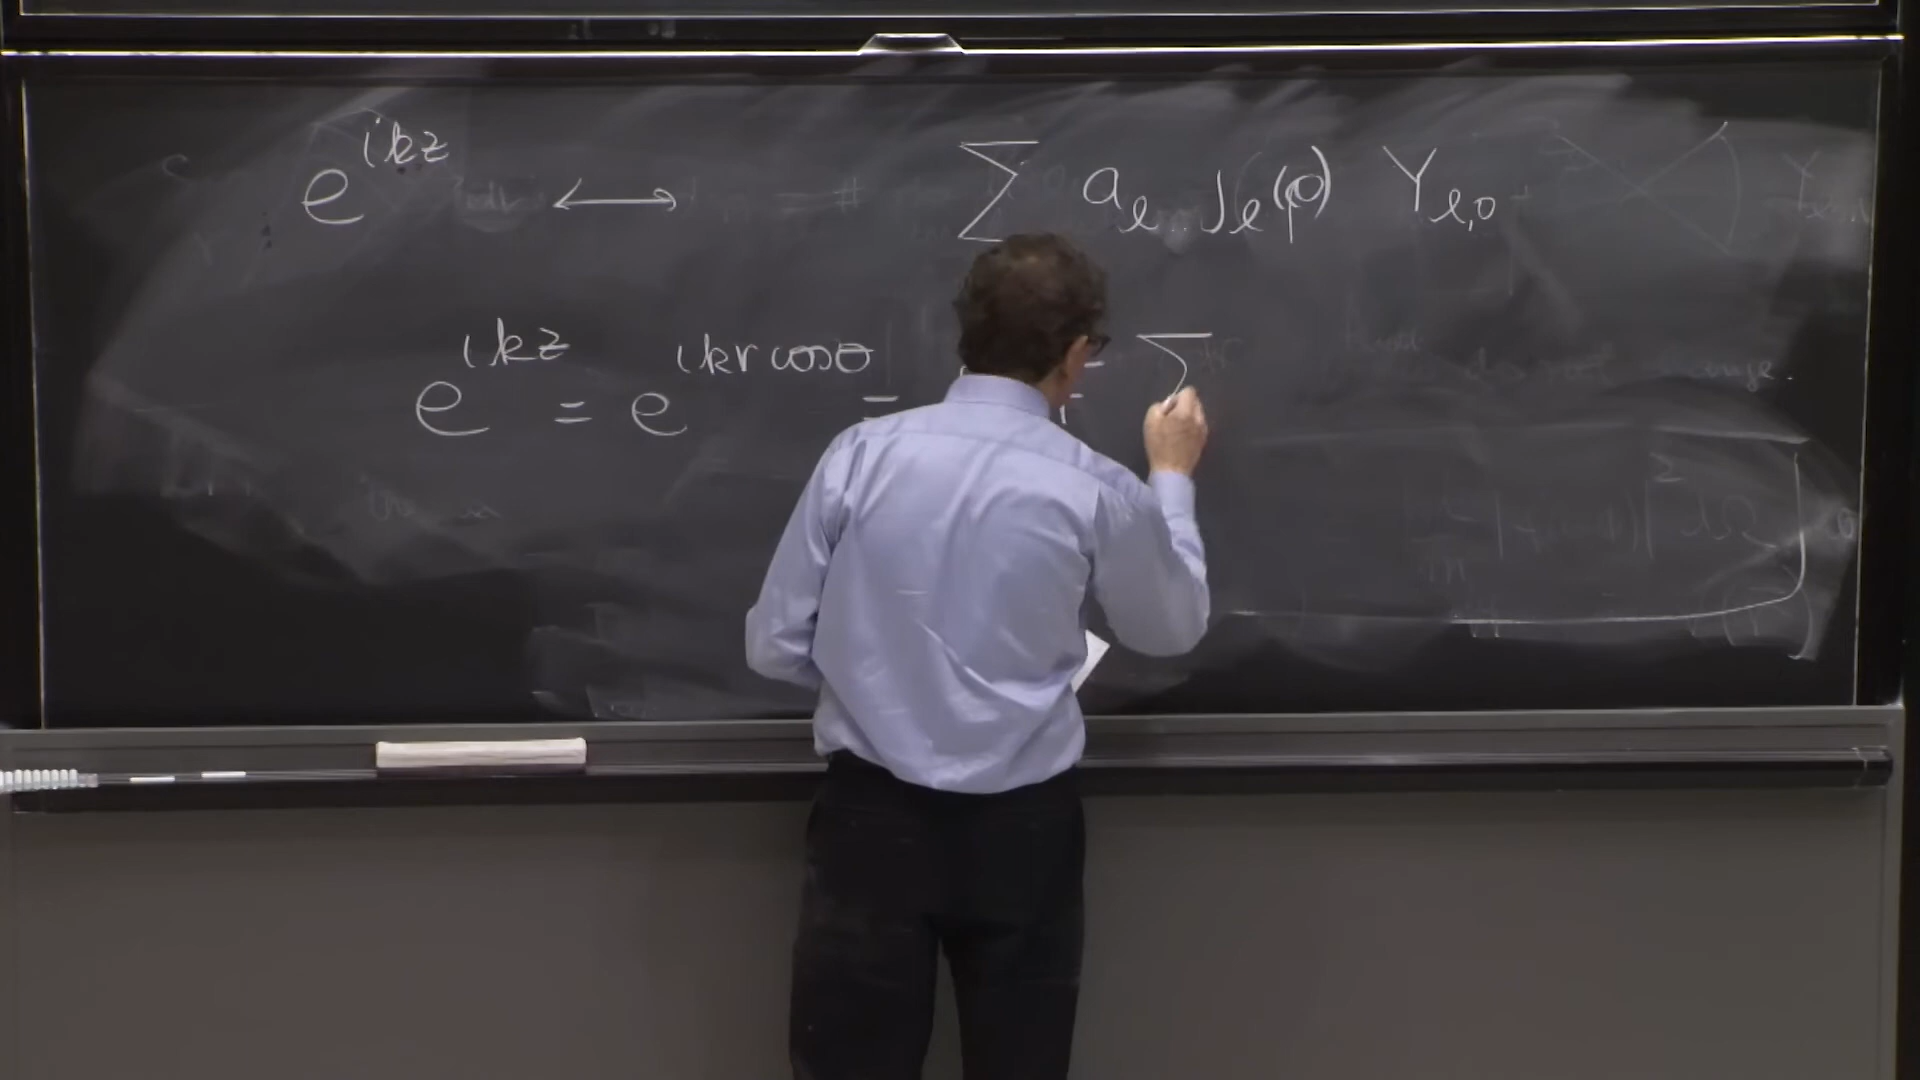 e^{ikz} ⟷ Σ a_ℓ j_ℓ(ρ) Y_{ℓ,0}
e^{ikz} = e^{ikr cosθ} = = Σ